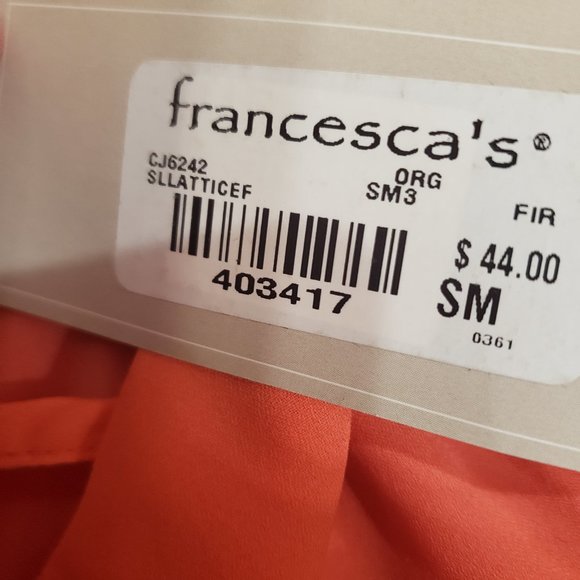 francesca's®
CJ6242 ORG
SLLATTICEF SM3 FIR
$ 44.00
403417 SM
0361